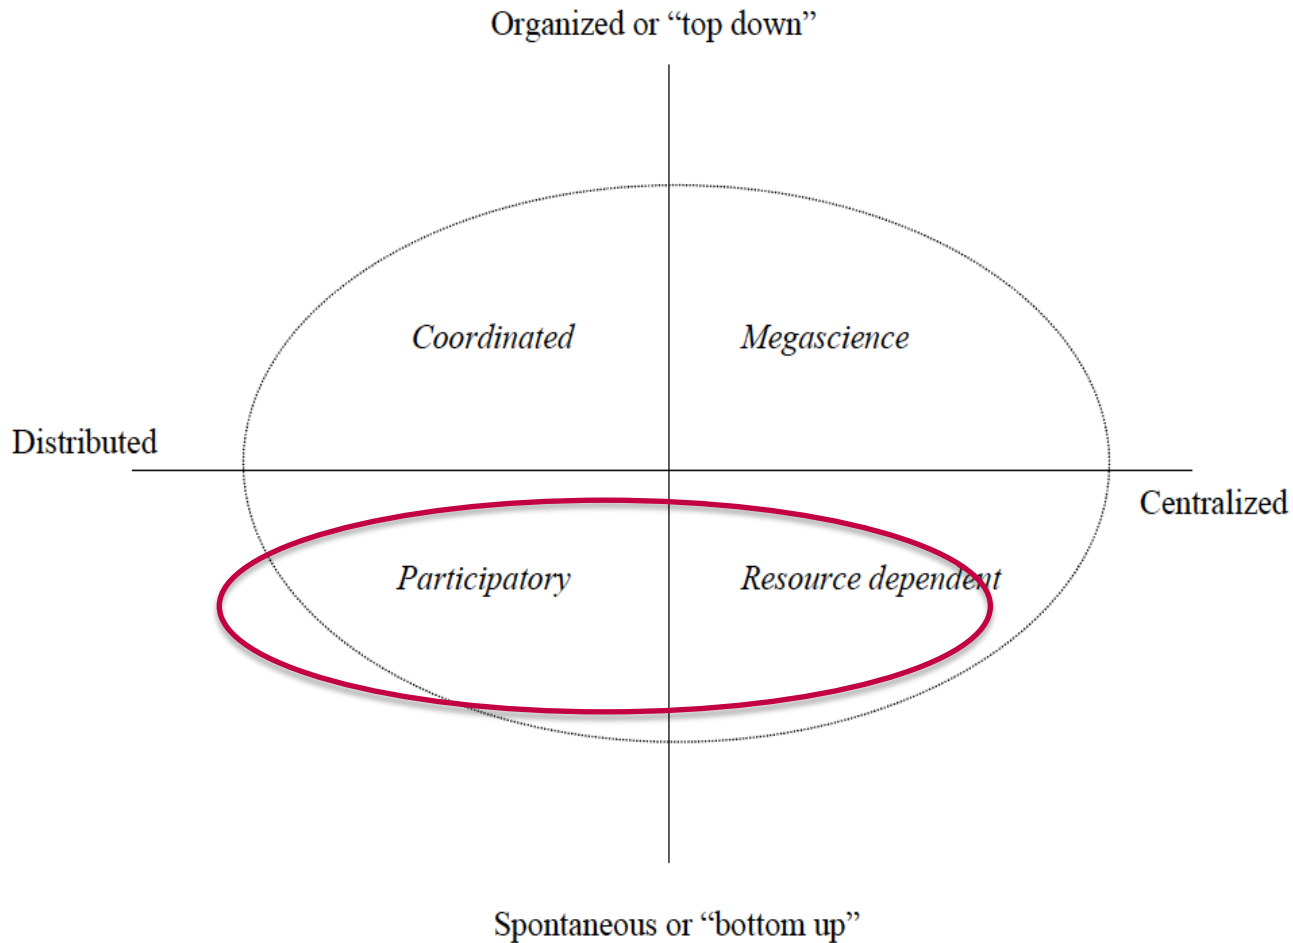 Organized or “top down”
Coordinated
Megascience
Distributed
Centralized
Participatory
Resource dependent
Spontaneous or “bottom up”